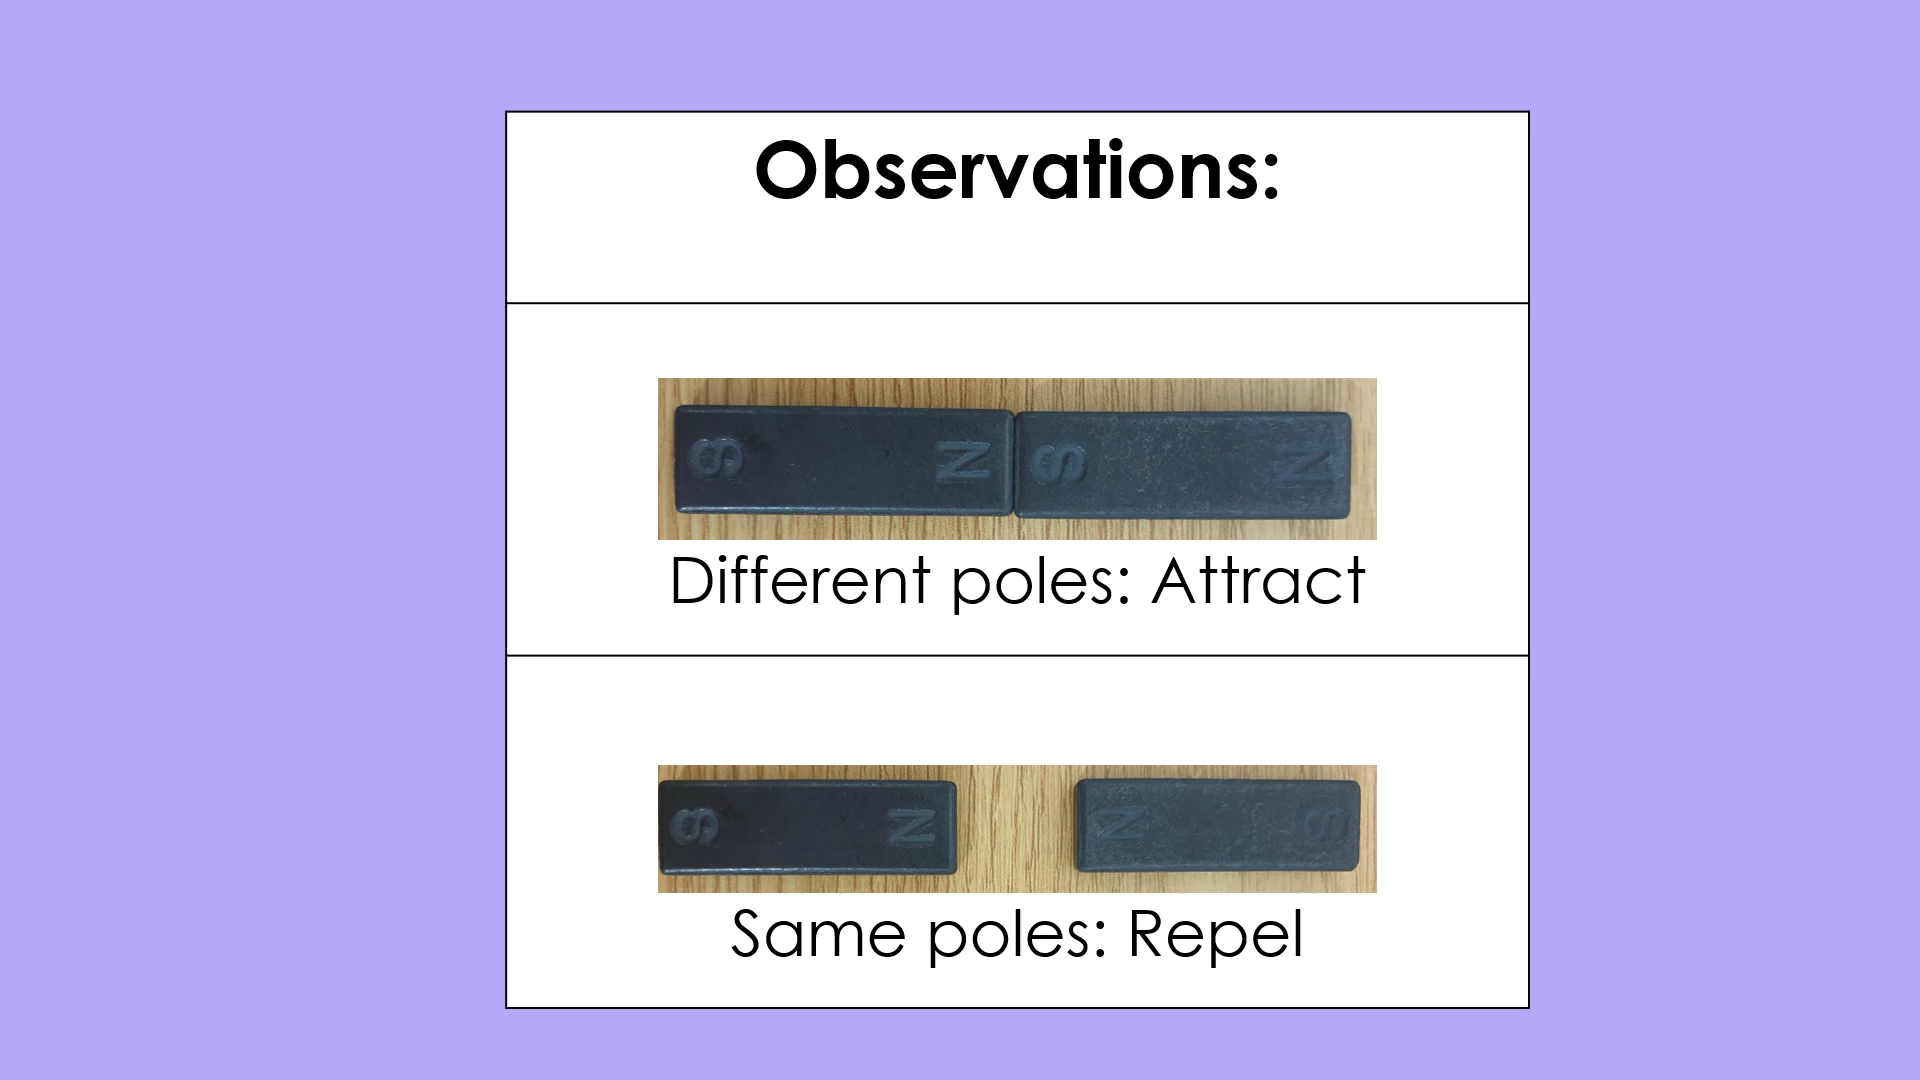 Observations:
S N S N
Different poles: Attract
S N N S
Same poles: Repel